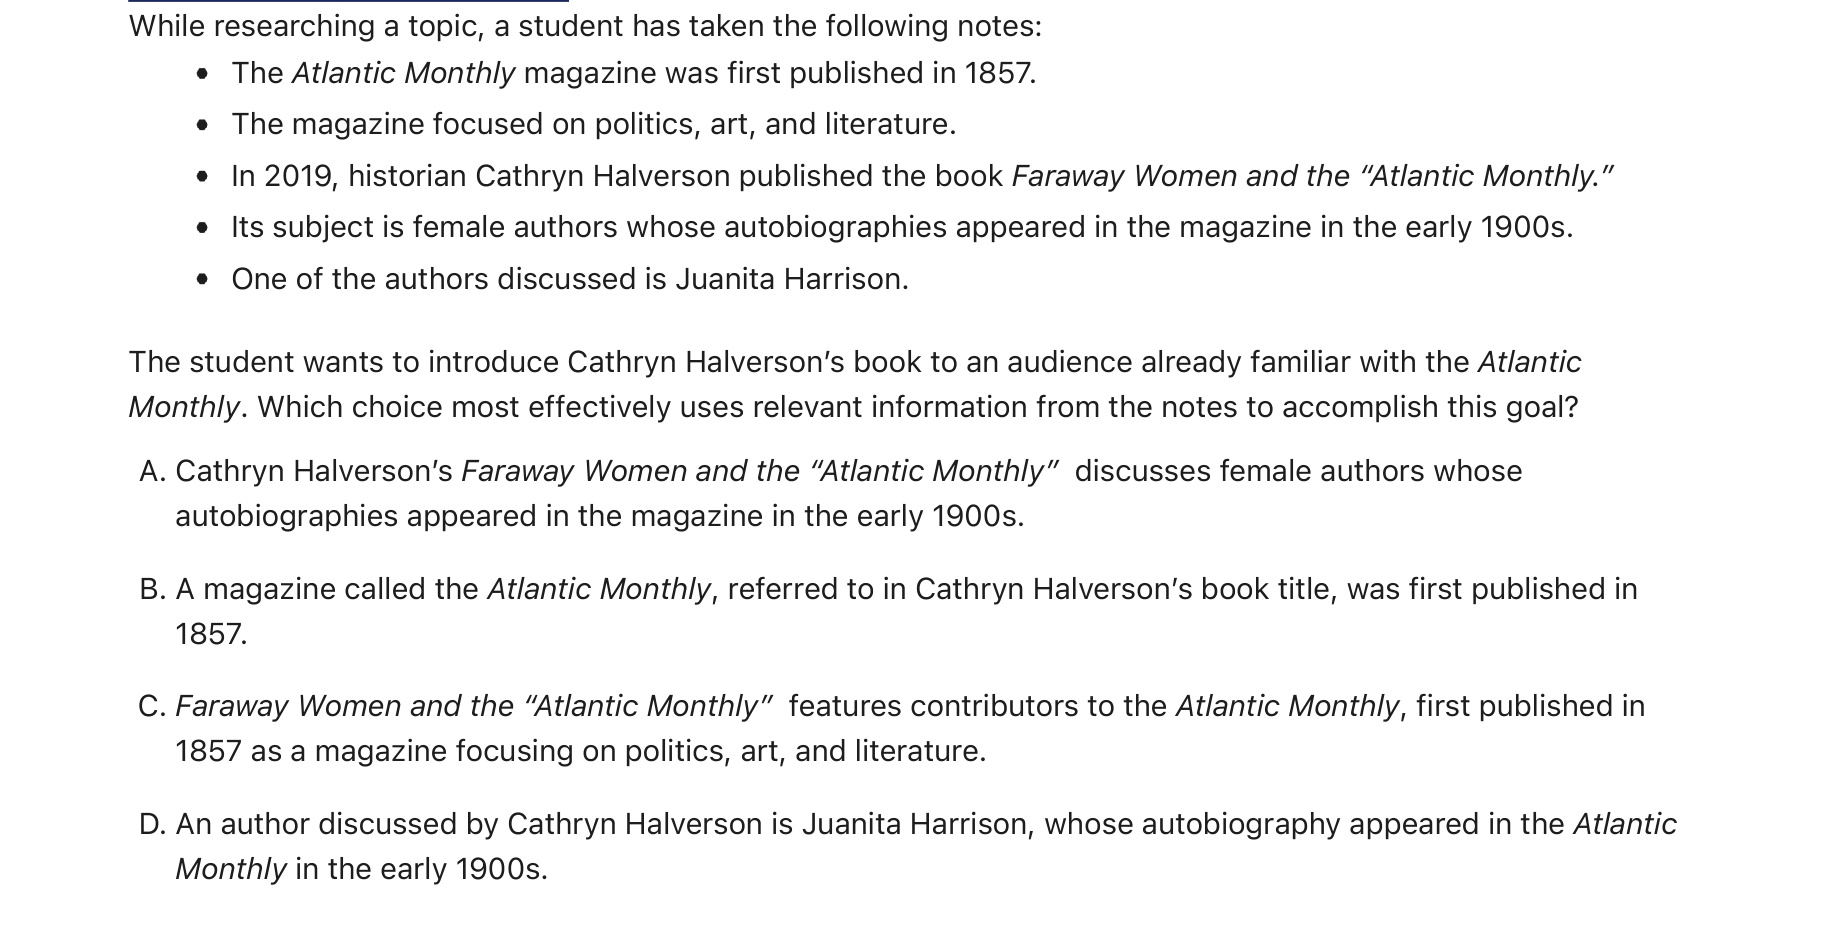 While researching a topic, a student has taken the following notes:
• The Atlantic Monthly magazine was first published in 1857.
• The magazine focused on politics, art, and literature.
• In 2019, historian Cathryn Halverson published the book Faraway Women and the “Atlantic Monthly.”
• Its subject is female authors whose autobiographies appeared in the magazine in the early 1900s.
• One of the authors discussed is Juanita Harrison.
The student wants to introduce Cathryn Halverson’s book to an audience already familiar with the Atlantic
Monthly. Which choice most effectively uses relevant information from the notes to accomplish this goal?
A. Cathryn Halverson’s Faraway Women and the “Atlantic Monthly” discusses female authors whose
autobiographies appeared in the magazine in the early 1900s.
B. A magazine called the Atlantic Monthly, referred to in Cathryn Halverson’s book title, was first published in
1857.
C. Faraway Women and the “Atlantic Monthly” features contributors to the Atlantic Monthly, first published in
1857 as a magazine focusing on politics, art, and literature.
D. An author discussed by Cathryn Halverson is Juanita Harrison, whose autobiography appeared in the Atlantic
Monthly in the early 1900s.